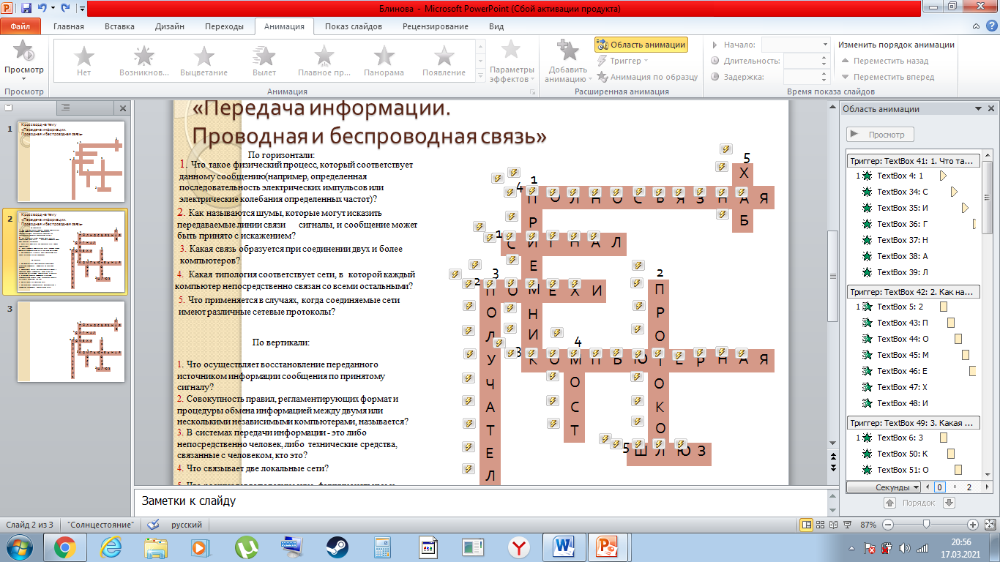 Блинова - Microsoft PowerPoint (Сбой активации продукта)
Файл Главная Вставка Дизайн Переходы Анимация Показ слайдов Рецензирование Вид
Просмотр
Просмотр
Нет Возникнов... Выцветание Вылет Плавное пр... Панорама Появление
Анимация
Параметры эффектов
Добавить анимацию
Область анимации
Триггер
Анимация по образцу
Расширенная анимация
Начало:
Длительность:
Задержка:
Изменить порядок анимации
Переместить назад
Переместить вперед
Время показа слайдов
1
Кроссворд на тему
«Передача информации.
Проводная и беспроводная связь»
2
Кроссворд на тему
«Передача информации.
Проводная и беспроводная связь»
3
«Передача информации.
Проводная и беспроводная связь»
По горизонтали:
1. Что такое физический процесс, который соответствует
данному сообщению(например, определенная
последовательность электрических импульсов или
электрические колебания определенных частот)?
2. Как называются шумы, которые могут исказить
передаваемые линии связи сигналы, и сообщение может
быть принято с искажением?
3. Какая связь образуется при соединении двух и более
компьютеров?
4. Какая типология соответствует сети, в которой каждый
компьютер непосредственно связан со всеми остальными?
5. Что применяется в случаях, когда соединяемые сети
имеют различные сетевые протоколы?
По вертикали:
1. Что осуществляет восстановление переданного
источником информации сообщения по принятому
сигналу?
2. Совокупность правил, регламентирующих формат и
процедуры обмена информацией между двумя или
несколькими независимыми компьютерами, называется?
3. В системах передачи информации - это либо
непосредственно человек, либо технические средства,
связанные с человеком, кто это?
4. Что связывает две локальные сети?
5
Х
4 1
П О Л Н О С В Я З Н А Я
Р Б
1
С И Г Н А Л
Е
2 3 2
П О М Е Х И П
О Н Р
Л И 4 О
3
У К О М П Ь Ю Т Е Р Н А Я
Ч О О
А С К
Т Т О
Е 5 Ш Л Ю З
Л
Область анимации
Просмотр
Триггер: TextBox 41: 1. Что та...
1 TextBox 4: 1
TextBox 34: С
TextBox 35: И
TextBox 36: Г
TextBox 37: Н
TextBox 38: А
TextBox 39: Л
Триггер: TextBox 42: 2. Как на...
1 TextBox 5: 2
TextBox 43: П
TextBox 44: О
TextBox 45: М
TextBox 46: Е
TextBox 47: Х
TextBox 48: И
Триггер: TextBox 49: 3. Какая ...
1 TextBox 6: 3
TextBox 50: К
TextBox 51: О
Секунды 0 2
Порядок
Заметки к слайду
Слайд 2 из 3 "Солнцестояние" русский 87%
20:56
17.03.2021